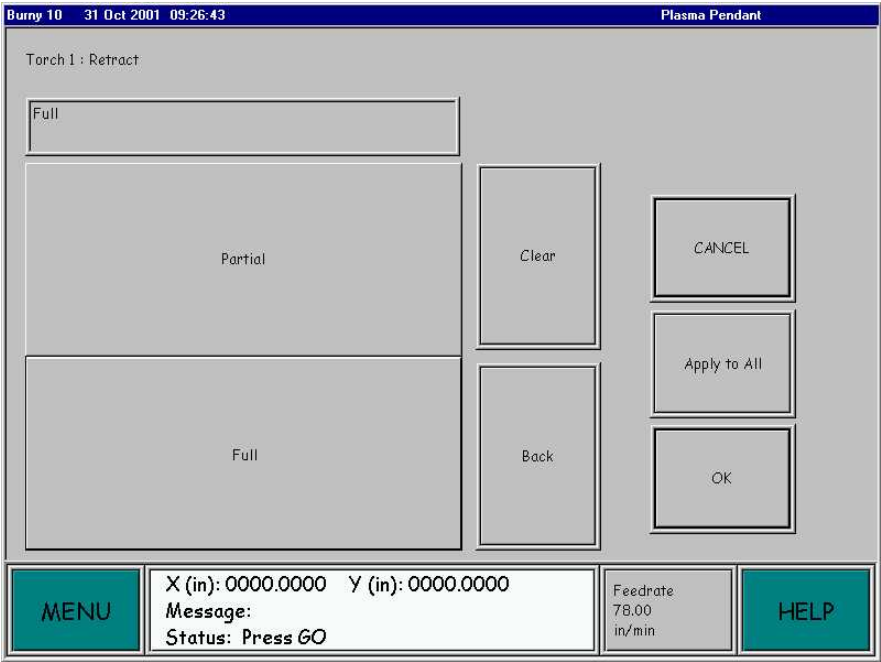 Burny 10 31 Oct 2001 09:26:43 Plasma Pendant
Torch 1 : Retract
Full
Partial
Clear
CANCEL
Apply to All
Full
Back
OK
MENU
X (in): 0000.0000 Y (in): 0000.0000
Message:
Status: Press GO
Feedrate
78.00
in/min
HELP